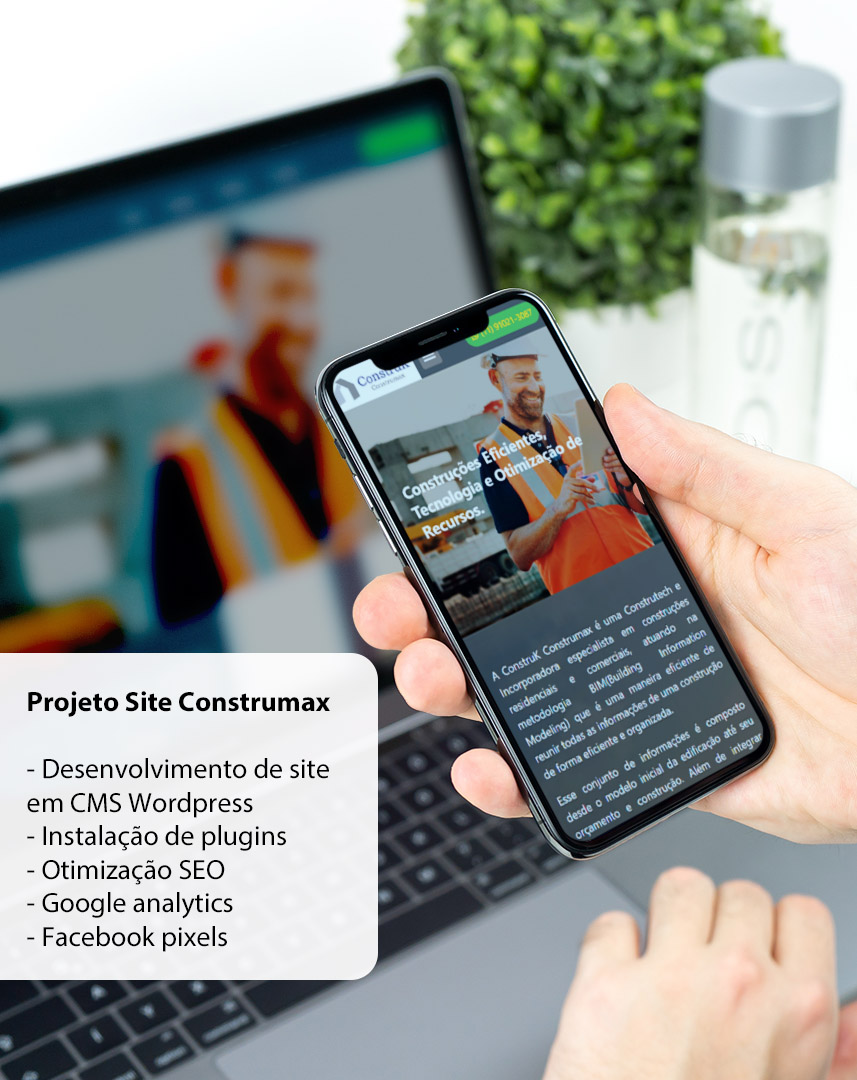 (11) 91021-3087
ConstruK
Construmax
Construções Eficientes,
Tecnologia e Otimização de
Recursos.
A ConstruK Construmax é uma Construtech e
Incorporadora especialista em construções
residenciais e comerciais, atuando na
metodologia BIM(Building Information
Modeling) que é uma maneira eficiente de
reunir todas as informações de uma construção
de forma eficiente e organizada.
Esse conjunto de informações é composto
desde o modelo inicial da edificação até seu
orçamento e construção. Além de integrar
Projeto Site Construmax
- Desenvolvimento de site
em CMS Wordpress
- Instalação de plugins
- Otimização SEO
- Google analytics
- Facebook pixels